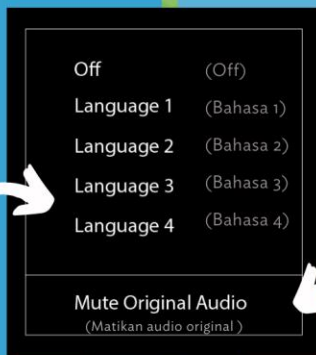 Off (Off)
Language 1 (Bahasa 1)
Language 2 (Bahasa 2)
Language 3 (Bahasa 3)
Language 4 (Bahasa 4)
Mute Original Audio
(Matikan audio original )